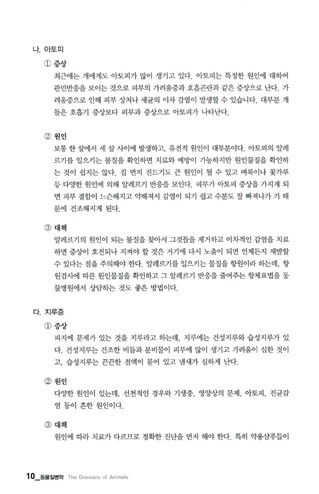 나. 아토피
① 증상
최근에는 개에게도 아토피가 많이 생기고 있다. 아토피는 특정한 원인에 대하여
과민반응을 보이는 것으로 피부의 가려움증과 호흡곤란과 같은 증상으로 난다. 가
려움증으로 인해 피부 상처나 세균의 이차 감염이 발생할 수 있습니다. 대부분 개
들은 호흡기 증상보다 피부과 증상으로 아토피가 나타난다.
② 원인
보통 한 살에서 세 살 사이에 발생하고, 유전적 원인이 대부분이다. 아토피의 알레
르기를 일으키는 물질을 확인하면 치료와 예방이 가능하지만 원인물질을 확인하
는 것이 쉽지는 않다. 집 먼지 진드기도 큰 원인이 될 수 있고 벼룩이나 꽃가루
등 다양한 원인에 의해 알레르기 반응을 보인다. 피부가 아토피 증상을 가지게 되
면 피부 결합이 느슨해지고 약해져서 감염이 되기 쉽고 수분도 잘 빠져나가 기 때
문에 건조해지게 된다.
③ 대책
알레르기의 원인이 되는 물질을 찾아서 그것들을 제거하고 이차적인 감염을 치료
하면 증상이 호전되나 지켜야 할 것은 거기에 다시 노출이 되면 언제든지 재발할
수 있다는 점을 주의해야 한다. 알레르기를 일으키는 물질을 항원이라 하는데, 항
원검사에 따른 원인물질을 확인하고 그 알레르기 반응을 줄여주는 항체요법을 동
물병원에서 상담하는 것도 좋은 방법이다.
다. 지루증
① 증상
피지에 문제가 있는 것을 지루라고 하는데, 지루에는 건성지루와 습성지루가 있
다. 건성지루는 건조한 비듬과 분비물이 피부에 많이 생기고 가려움이 심한 것이
고, 습성지루는 끈끈한 점액이 묻어 있고 냄새가 심하게 난다.
② 원인
다양한 원인이 있는데, 선천적인 경우와 기생충, 영양상의 문제, 아토피, 진균감
염 등이 흔한 원인이다.
③ 대책
원인에 따라 치료가 다르므로 정확한 진단을 먼저 해야 한다. 특히 약용샴푸들이
10_동물질병학 The Diseases of Animals